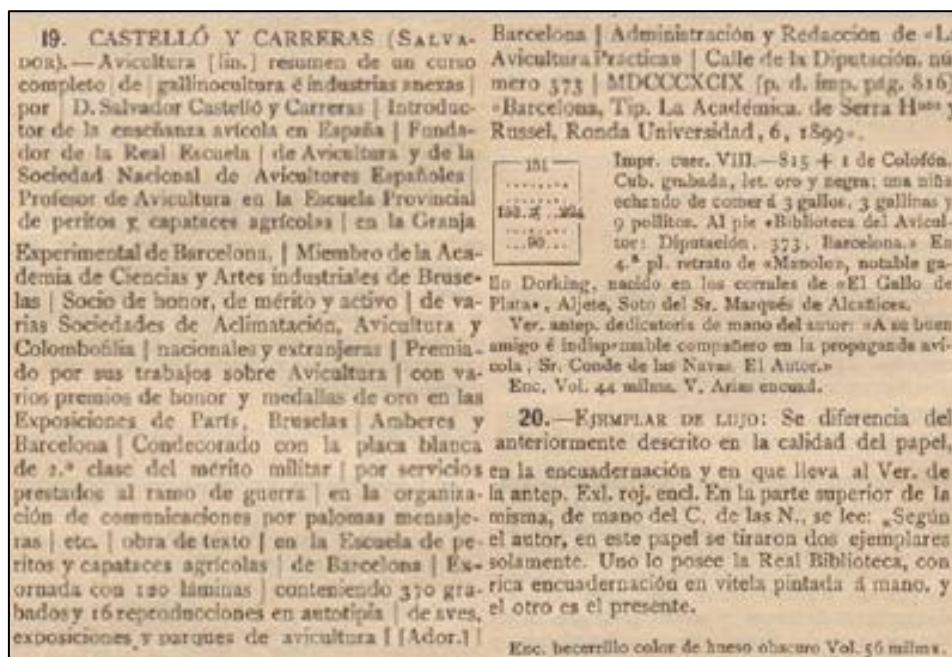 19. CASTELLÓ Y CARRERAS (SALVA-
DOR).—Avicultura [lin.] resumen de un curso
completo | de | gallinocultura é industrias anexas |
por | D. Salvador Castelló y Carreras | Introduc-
tor de la enseñanza avícola en España | Funda-
dor de la Real Escuela | de Avicultura y de la
Sociedad Nacional de Avicultores Españoles |
Profesor de Avicultura en la Escuela Provincial
de peritos y capataces agrícolas | en la Granja
Experimental de Barcelona. | Miembro de la Aca-
demia de Ciencias y Artes industriales de Bruse-
las | Socio de honor, de mérito y activo | de va-
rias Sociedades de Aclimatación, Avicultura y
Colombofilia | nacionales y extranjeras | Premia-
do por sus trabajos sobre Avicultura | con va-
rios premios de honor y medallas de oro en las
Exposiciones de París, Bruselas | Amberes y
Barcelona | Condecorado con la placa blanca
de 2.ª clase del mérito militar | por servicios
prestados al ramo de guerra | en la organiza-
ción de comunicaciones por palomas mensaje-
ras | etc. | obra de texto | en la Escuela de pe-
ritos y capataces agrícolas | de Barcelona | Ex-
ornada con 120 láminas | conteniendo 370 gra-
bados y 16 reproducciones en autotipia | de aves,
exposiciones y parques de avicultura | [Ador.] |
Barcelona | Administración y Redacción de «La
Avicultura Practica» | Calle de la Diputación, nu
mero 373 | MDCCCXCIX [p. d. imp. pág. 816
«Barcelona, Tip. La Académica, de Serra Hnos
Russel, Ronda Universidad, 6, 1899».
151
90
Impr. cuer. VIII.—815 + 1 de Colofón.
Cub. grabada, let. oro y negra: una niña
echando de comer á 3 gallos, 3 gallinas y
9 pollitos. Al pie «Biblioteca del Avicul-
tor: Diputación, 373, Barcelona.» En
4.ª pl. retrato de «Manolo», notable ga-
llo Dorking, nacido en los corrales de «El Gallo de
Plata», Aljete, Soto del Sr. Marqués de Alcañices.
Ver. antep. dedicatoria de mano del autor: «A su buen
amigo é indispensable compañero en la propaganda aví-
cola, Sr. Conde de las Navas. El Autor.»
Enc. Vol. 44 milms. V. Arias encuad.
20.—EJEMPLAR DE LUJO: Se diferencia del
anteriormente descrito en la calidad del papel,
en la encuadernación y en que lleva al Ver. de
la antep. Exl. roj. encl. En la parte superior de la
misma, de mano del C. de las N., se lee: „Según
el autor, en este papel se tiraron dos ejemplares
solamente. Uno lo posee la Real Biblioteca, con
rica encuadernación en vitela pintada á mano, y
el otro es el presente.
Enc. becerrillo color de hueso obscuro Vol. 56 milms.